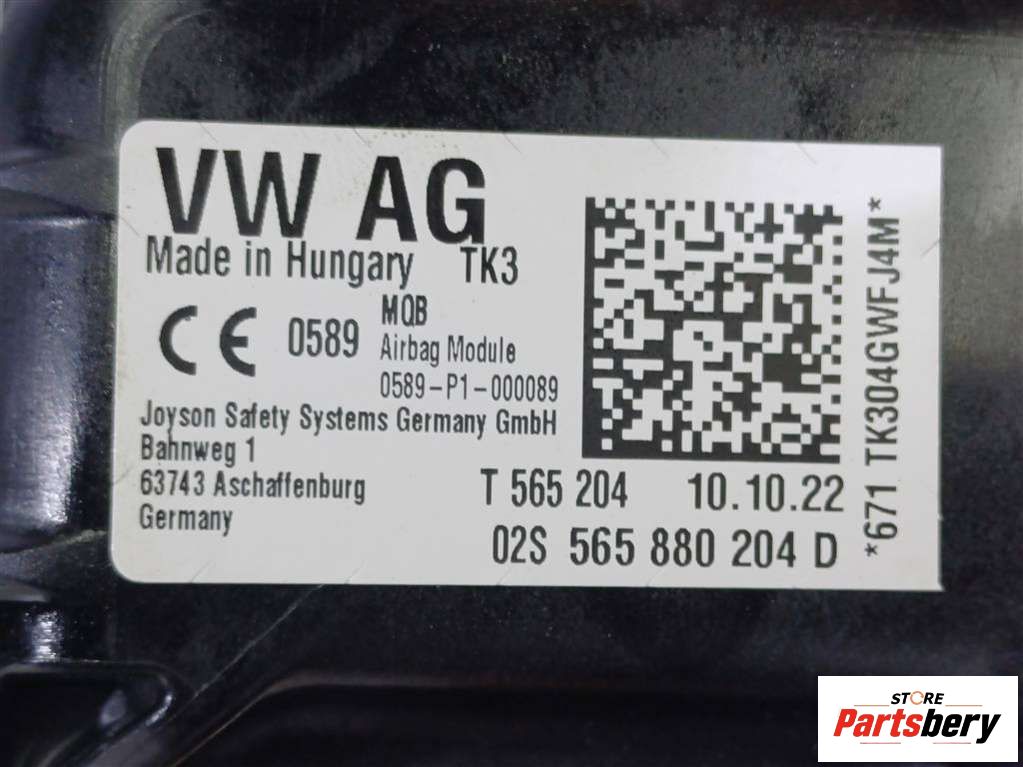 VW AG
Made in Hungary TK3
CE 0589 MQB
Airbag Module
0589-P1-000089
Joyson Safety Systems Germany GmbH
Bahnweg 1
63743 Aschaffenburg
Germany
T 565 204 10.10.22
02S 565 880 204 D
*671 TK304GWFJ4M*
STORE
Partsbery